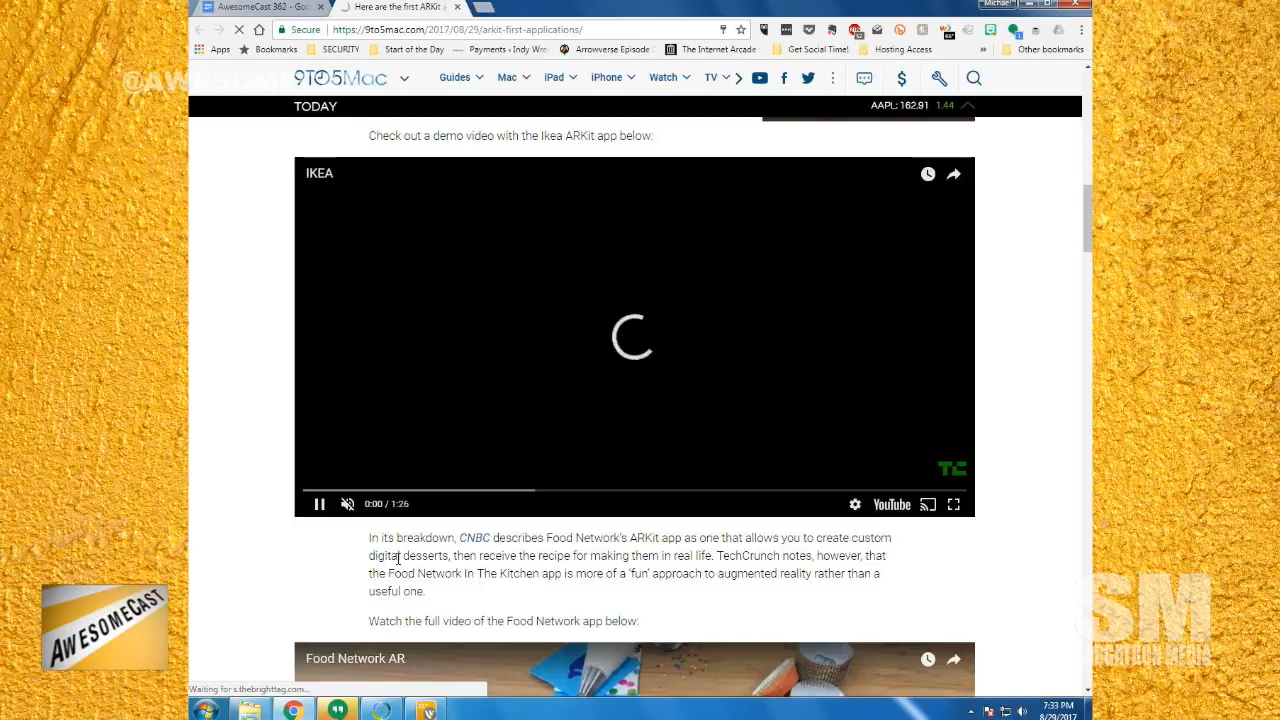 AwesomeCast 362 - Goo
Here are the first ARKit a
Michael
Secure
https://9to5mac.com/2017/08/29/arkit-first-applications/
Apps
Bookmarks
SECURITY
Start of the Day
Payments ‹ Indy Wre
Arrowverse Episode
The Internet Arcade
Get Social Time!
Hosting Access
»
Other bookmarks
@AWESOME
9TO5Mac
Guides
Mac
iPad
iPhone
Watch
TV
TODAY
AAPL: 162.91 1.44
Check out a demo video with the Ikea ARKit app below:
IKEA
TC
0:00 / 1:26
YouTube
In its breakdown, CNBC describes Food Network's ARKit app as one that allows you to create custom
digital desserts, then receive the recipe for making them in real life. TechCrunch notes, however, that
the Food Network In The Kitchen app is more of a 'fun' approach to augmented reality rather than a
useful one.
Watch the full video of the Food Network app below:
Food Network AR
Waiting for s.thebrighttag.com...
AWESOMECAST
SM
7:33 PM
8/29/2017